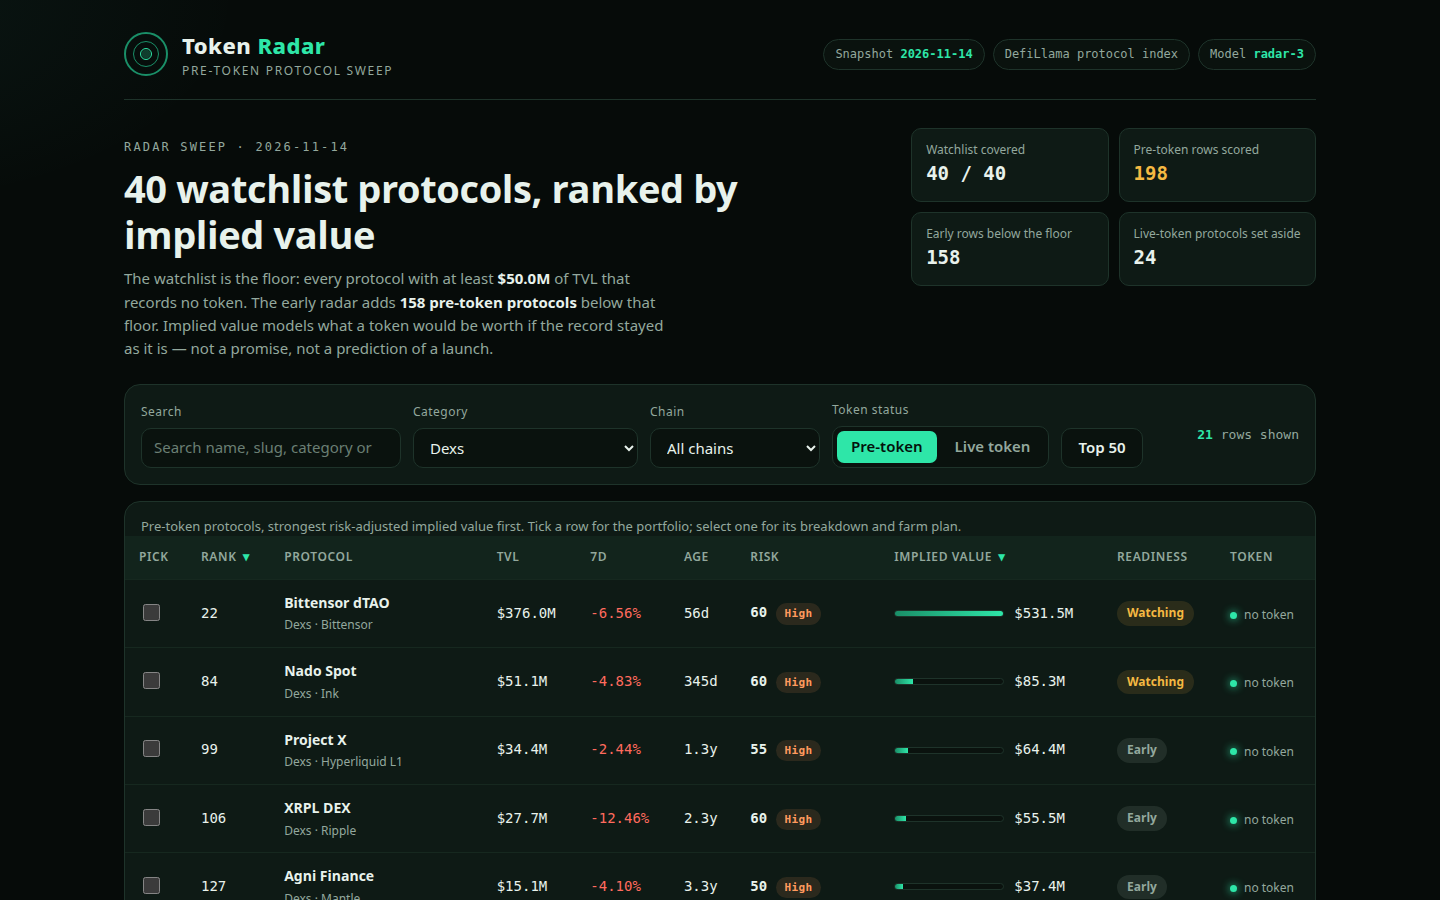 Token Radar
PRE-TOKEN PROTOCOL SWEEP
Snapshot 2026-11-14
DefiLlama protocol index
Model radar-3
RADAR SWEEP · 2026-11-14
40 watchlist protocols, ranked by
implied value
The watchlist is the floor: every protocol with at least $50.0M of TVL that
records no token. The early radar adds 158 pre-token protocols below that
floor. Implied value models what a token would be worth if the record stayed
as it is — not a promise, not a prediction of a launch.
Watchlist covered
40 / 40
Pre-token rows scored
198
Early rows below the floor
158
Live-token protocols set aside
24
Search
Search name, slug, category or
Category
Dexs
Chain
All chains
Token status
Pre-token Live token
Top 50
21 rows shown
Pre-token protocols, strongest risk-adjusted implied value first. Tick a row for the portfolio; select one for its breakdown and farm plan.
PICK RANK ▼ PROTOCOL TVL 7D AGE RISK IMPLIED VALUE ▼ READINESS TOKEN
22 Bittensor dTAO $376.0M -6.56% 56d 60 High $531.5M Watching no token
Dexs · Bittensor
84 Nado Spot $51.1M -4.83% 345d 60 High $85.3M Watching no token
Dexs · Ink
99 Project X $34.4M -2.44% 1.3y 55 High $64.4M Early no token
Dexs · Hyperliquid L1
106 XRPL DEX $27.7M -12.46% 2.3y 60 High $55.5M Early no token
Dexs · Ripple
127 Agni Finance $15.1M -4.10% 3.3y 50 High $37.4M Early no token
Dexs · Mantle